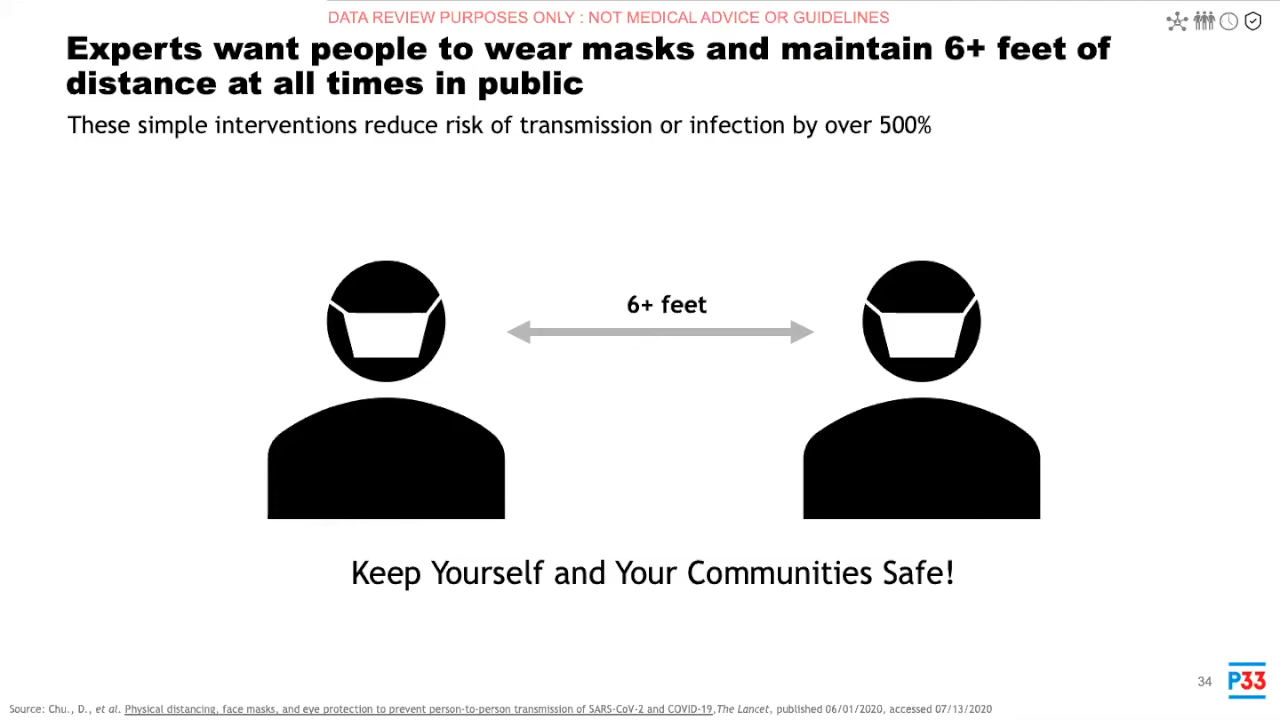 DATA REVIEW PURPOSES ONLY : NOT MEDICAL ADVICE OR GUIDELINES
Experts want people to wear masks and maintain 6+ feet of
distance at all times in public
These simple interventions reduce risk of transmission or infection by over 500%
6+ feet
Keep Yourself and Your Communities Safe!
34
P33
Source: Chu., D., et al. Physical distancing, face masks, and eye protection to prevent person-to-person transmission of SARS-CoV-2 and COVID-19,The Lancet, published 06/01/2020, accessed 07/13/2020